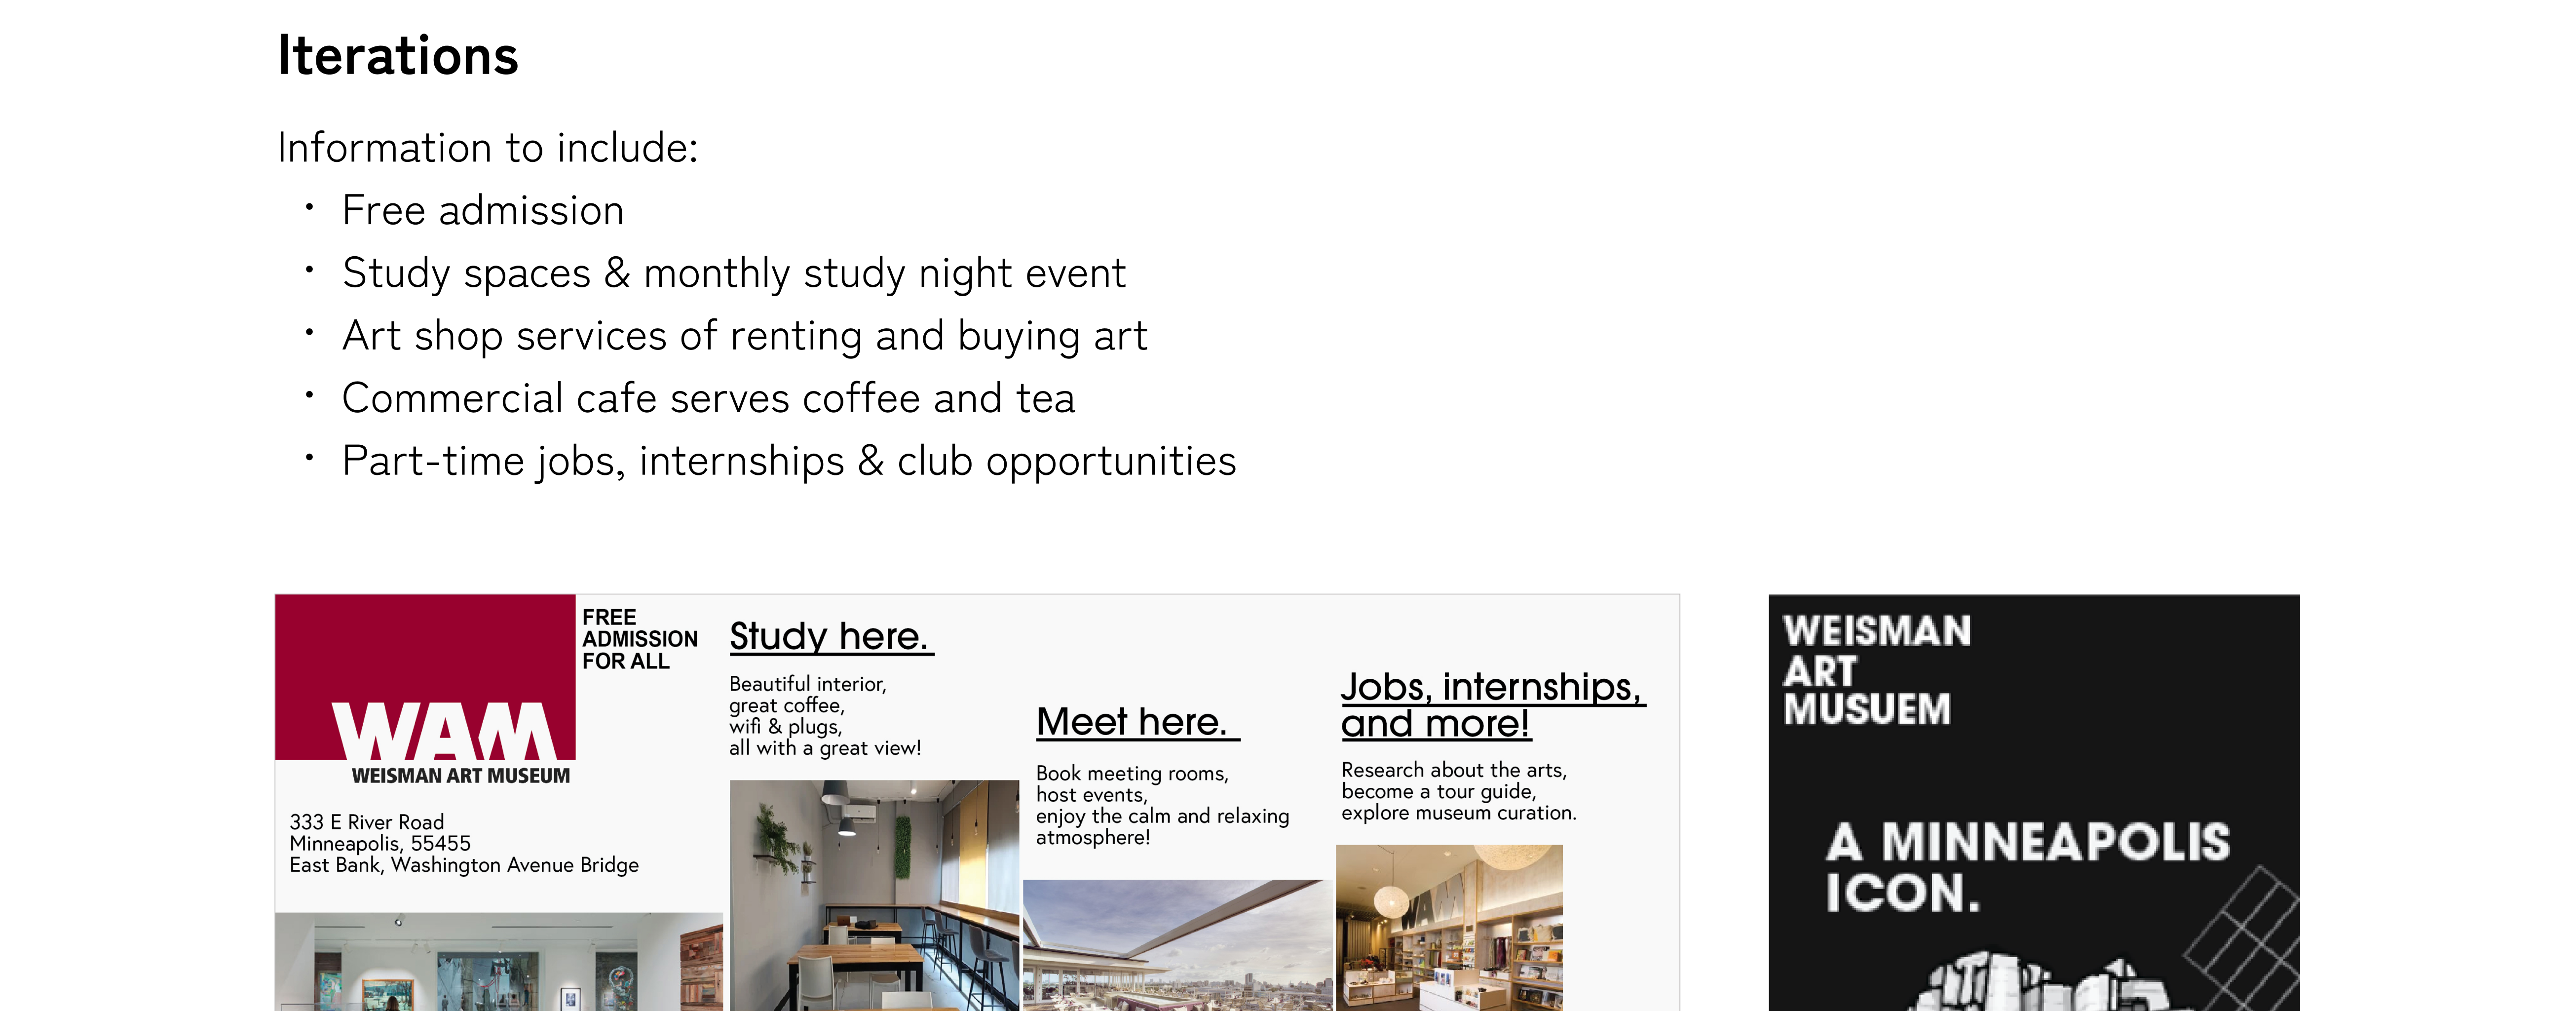 Iterations
Information to include:
• Free admission
• Study spaces & monthly study night event
• Art shop services of renting and buying art
• Commercial cafe serves coffee and tea
• Part-time jobs, internships & club opportunities
WAM
WEISMAN ART MUSEUM
FREE
ADMISSION
FOR ALL
333 E River Road
Minneapolis, 55455
East Bank, Washington Avenue Bridge
Study here.
Beautiful interior,
great coffee,
wifi & plugs,
all with a great view!
Meet here.
Book meeting rooms,
host events,
enjoy the calm and relaxing
atmosphere!
Jobs, internships,
and more!
Research about the arts,
become a tour guide,
explore museum curation.
WAM
WEISMAN
ART
MUSUEM
A MINNEAPOLIS
ICON.